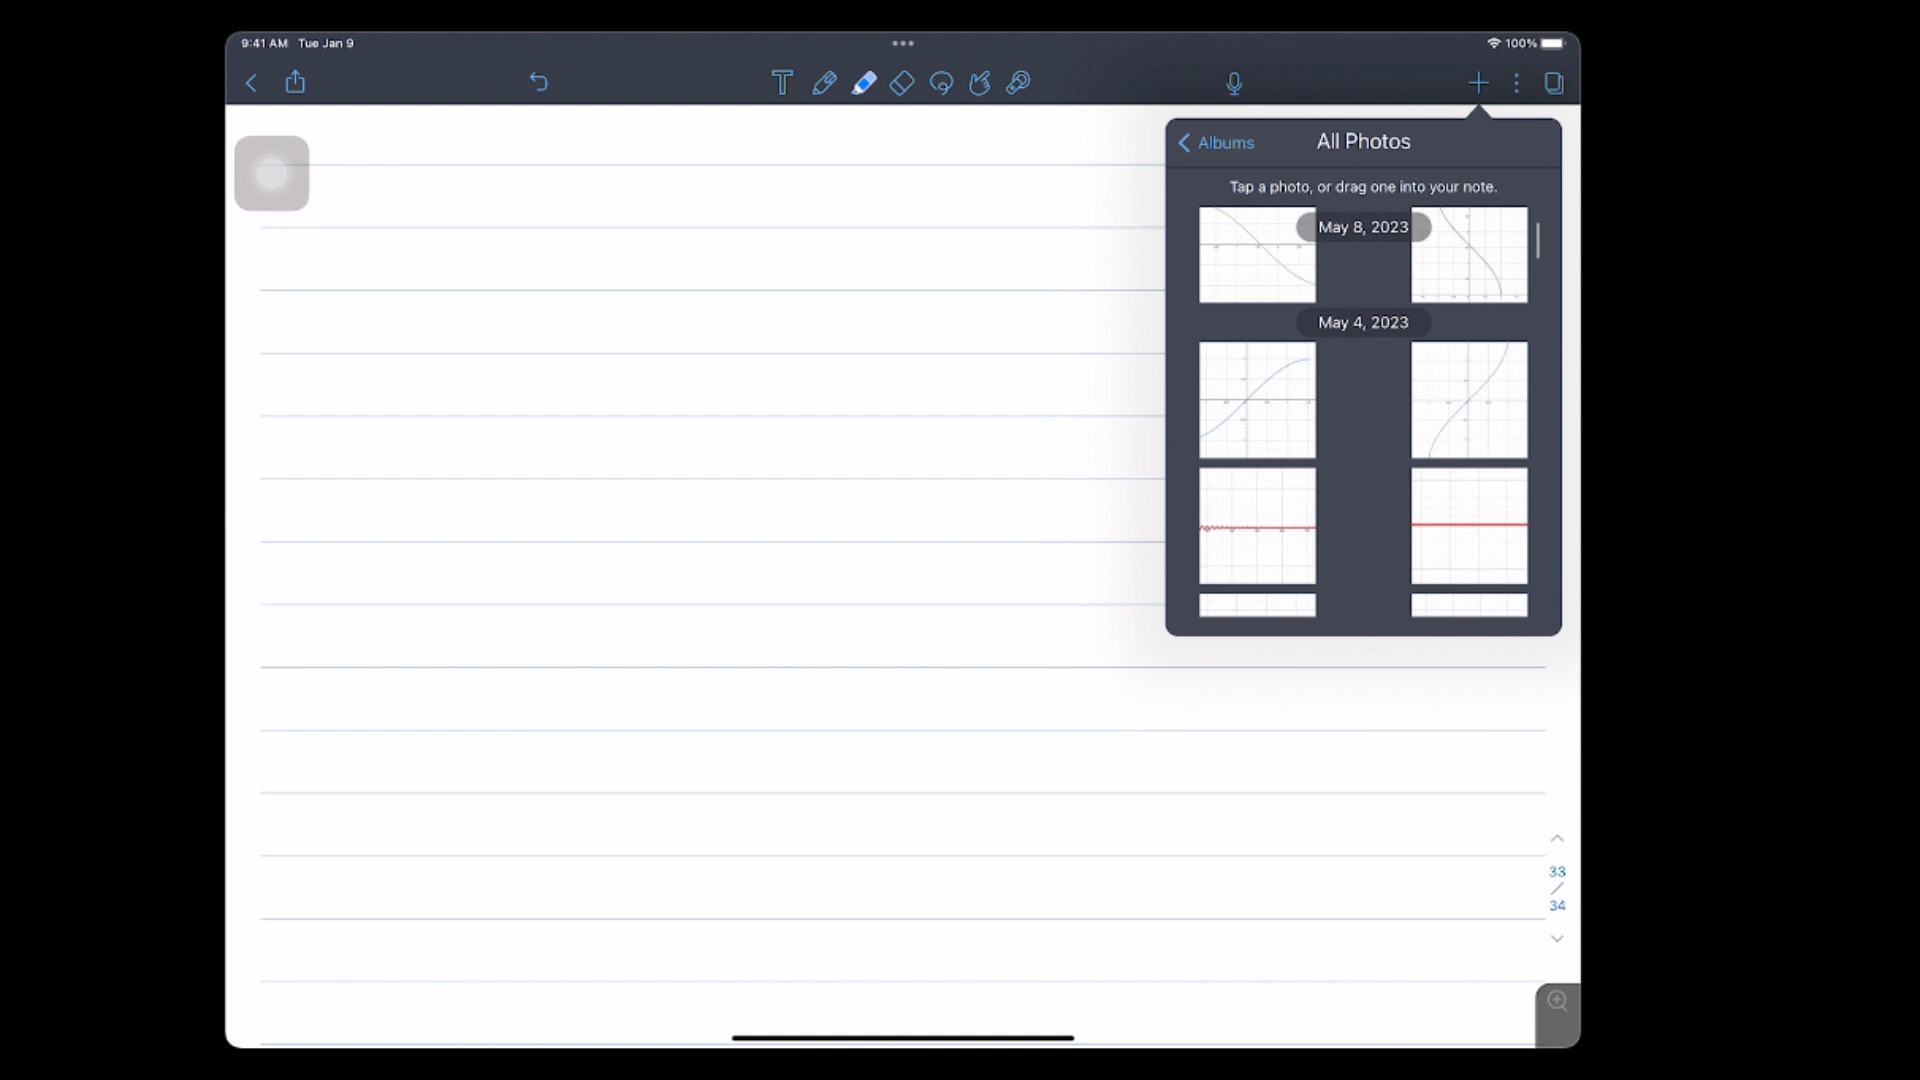 9:41 AM Tue Jan 9
100%
Albums
All Photos
Tap a photo, or drag one into your note.
May 8, 2023
May 4, 2023
33
34